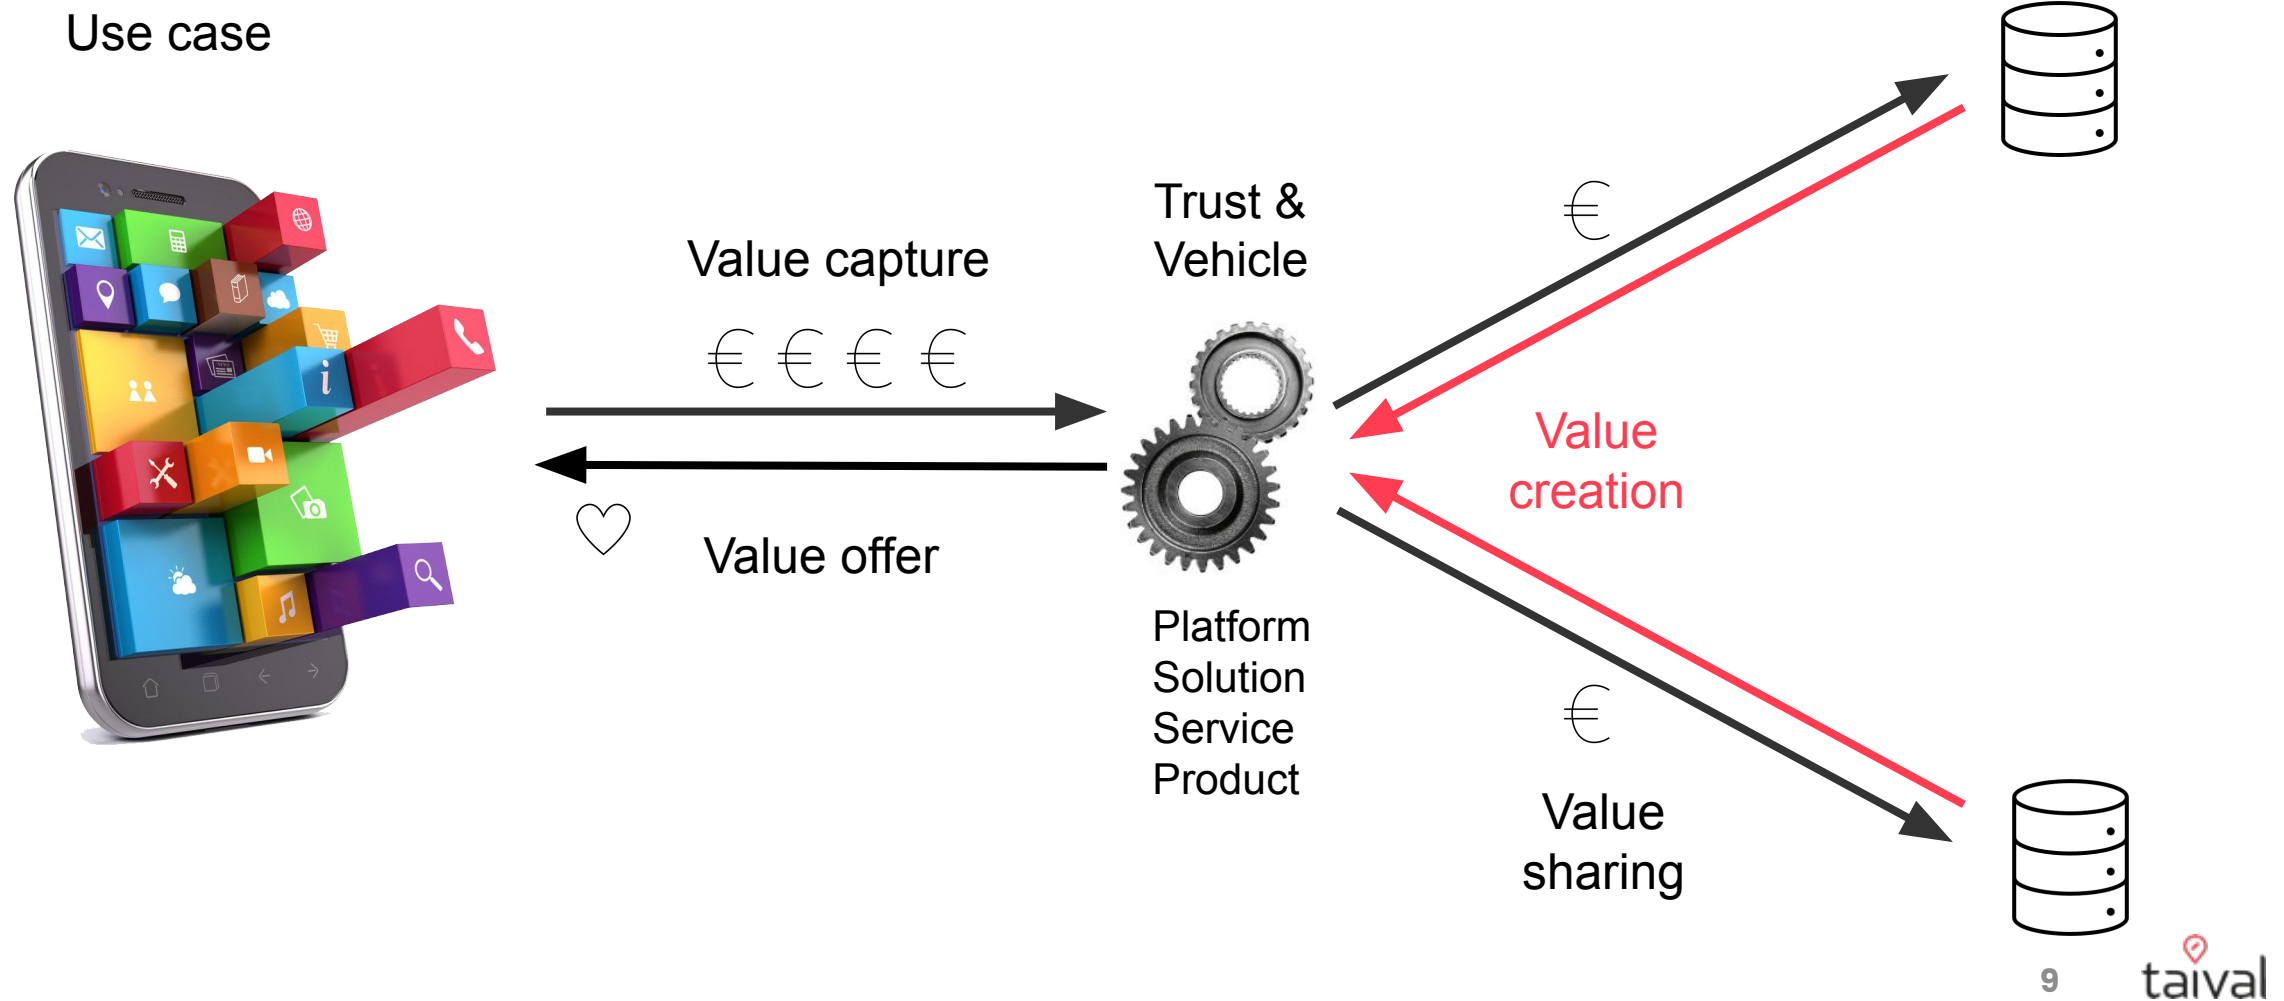 Use case
Value capture
€ € € €
Value offer
Trust &
Vehicle
Platform
Solution
Service
Product
€
Value
creation
€
Value
sharing
9
taival